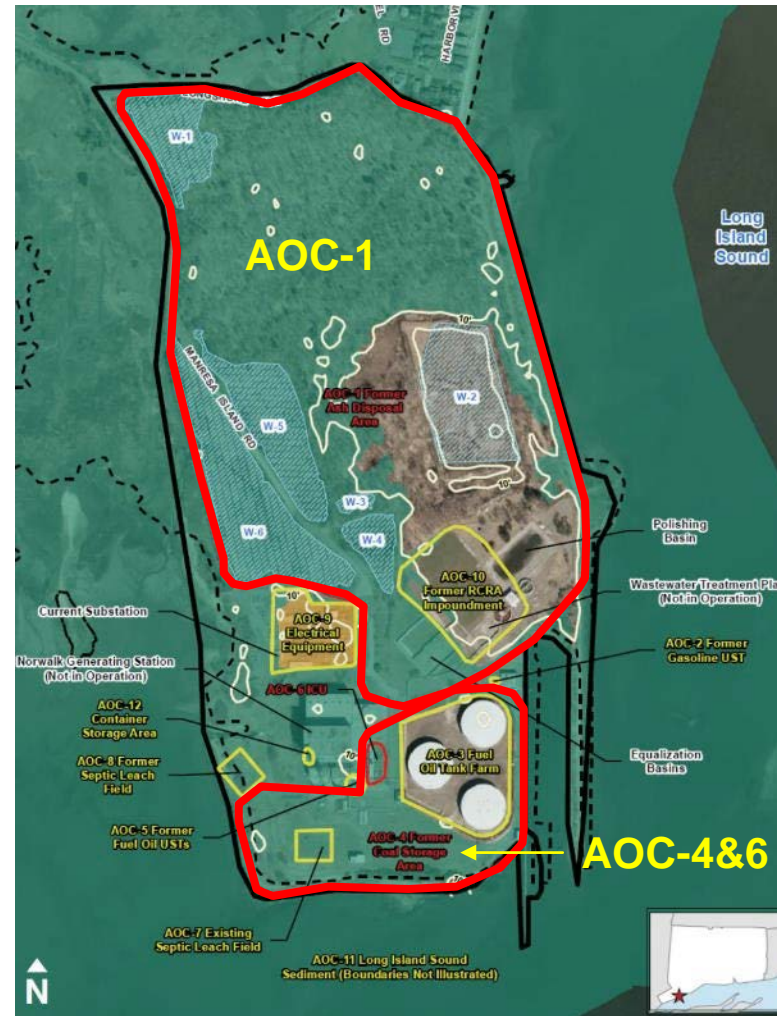 HARBORVI
RD
W-1
AOC-1
Long
Island
Sound
10'
MANRESA ISLAND RD
AOC-1 Former
Ash Disposal
Area
W-2
W-5
10'
W-3
W-6
W-4
Polishing
Basin
AOC-10
Former RCRA
Impoundment
Wastewater Treatment Pla
(Not in Operation)
10'
Current Substation
AOC-9
Electrical
Equipment
AOC-2 Former
Gasoline UST
Norwalk Generating Station
(Not in Operation)
AOC-6 ICU
AOC-12
Container
Storage Area
AOC-3 Fuel
Oil Tank Farm
Equalization
Basins
10'
AOC-8 Former
Septic Leach
Field
AOC-5 Former
Fuel Oil USTs
AOC-4 Former
Coal Storage
Area
AOC-4&6
10'
AOC-7 Existing
Septic Leach Field
AOC-11 Long Island Sound
Sediment (Boundaries Not Illustrated)
N